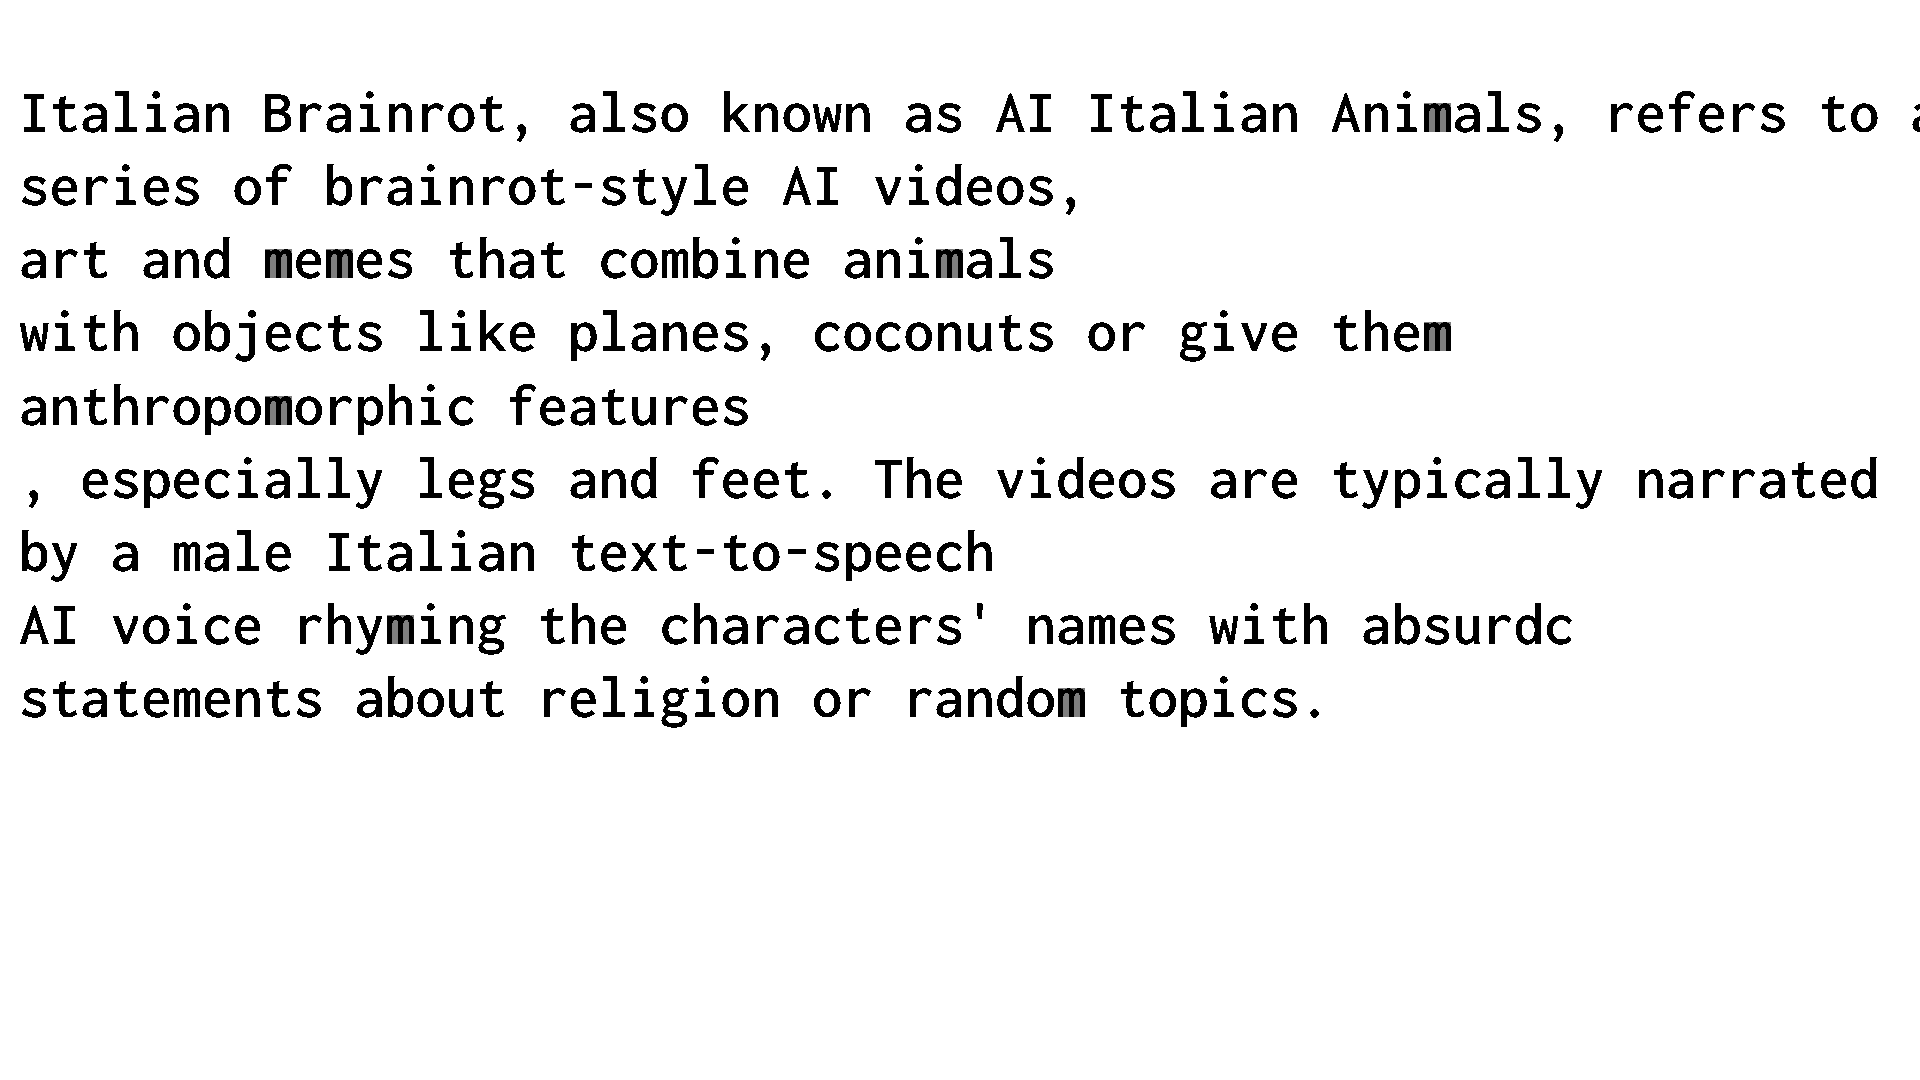 Italian Brainrot, also known as AI Italian Animals, refers to a
series of brainrot-style AI videos,
art and memes that combine animals
with objects like planes, coconuts or give them
anthropomorphic features
, especially legs and feet. The videos are typically narrated
by a male Italian text-to-speech
AI voice rhyming the characters' names with absurdc
statements about religion or random topics.